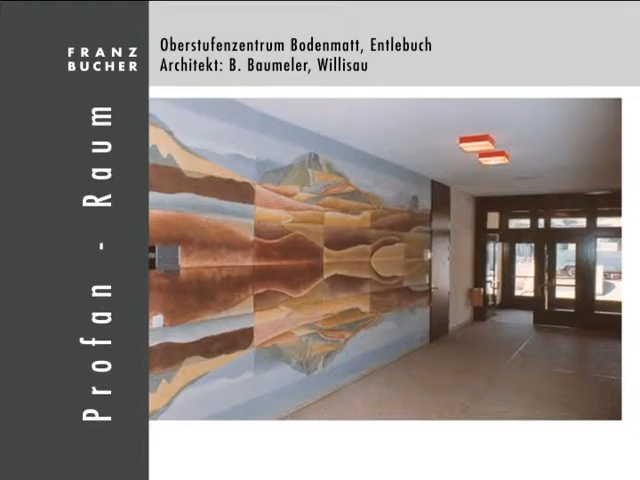 FRANZ
BUCHER
Oberstufenzentrum Bodenmatt, Entlebuch
Architekt: B. Baumeler, Willisau
Profan - Raum